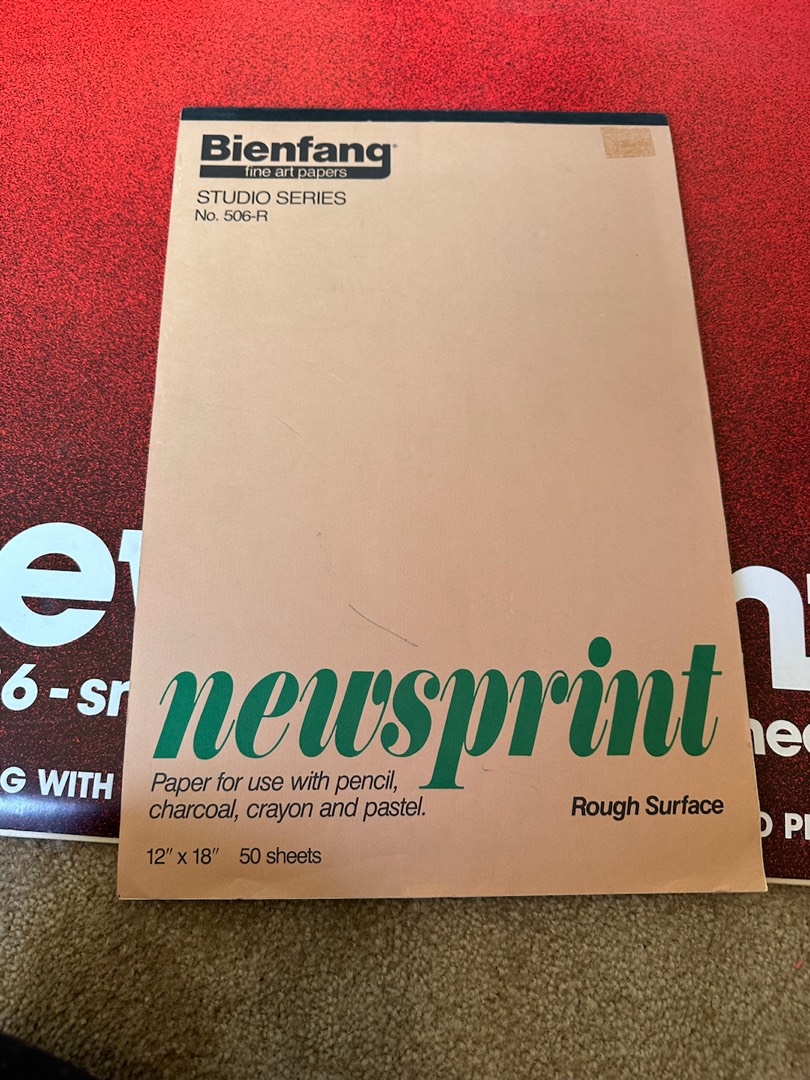 Bienfang®
fine art papers
STUDIO SERIES
No. 506-R
newsprint
Paper for use with pencil,
charcoal, crayon and pastel.
Rough Surface
12" x 18" 50 sheets
G WITH